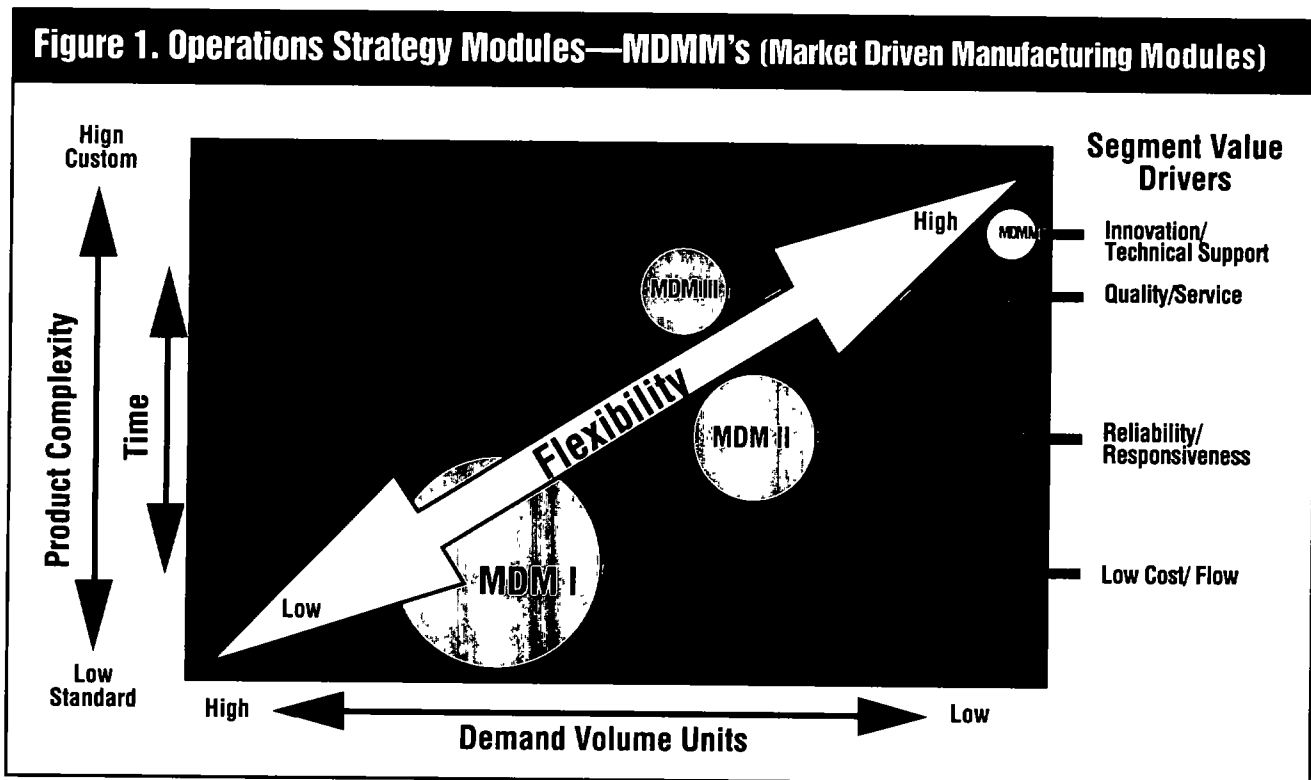 Figure 1. Operations Strategy Modules—MDMM's (Market Driven Manufacturing Modules)
Hign
Custom
Product Complexity
Time
Low
Standard
High
Low
Flexibility
MDM I
MDM II
MDMIII
MDMM
High
Demand Volume Units
Low
Segment Value
Drivers
Innovation/
Technical Support
Quality/Service
Reliability/
Responsiveness
Low Cost/ Flow